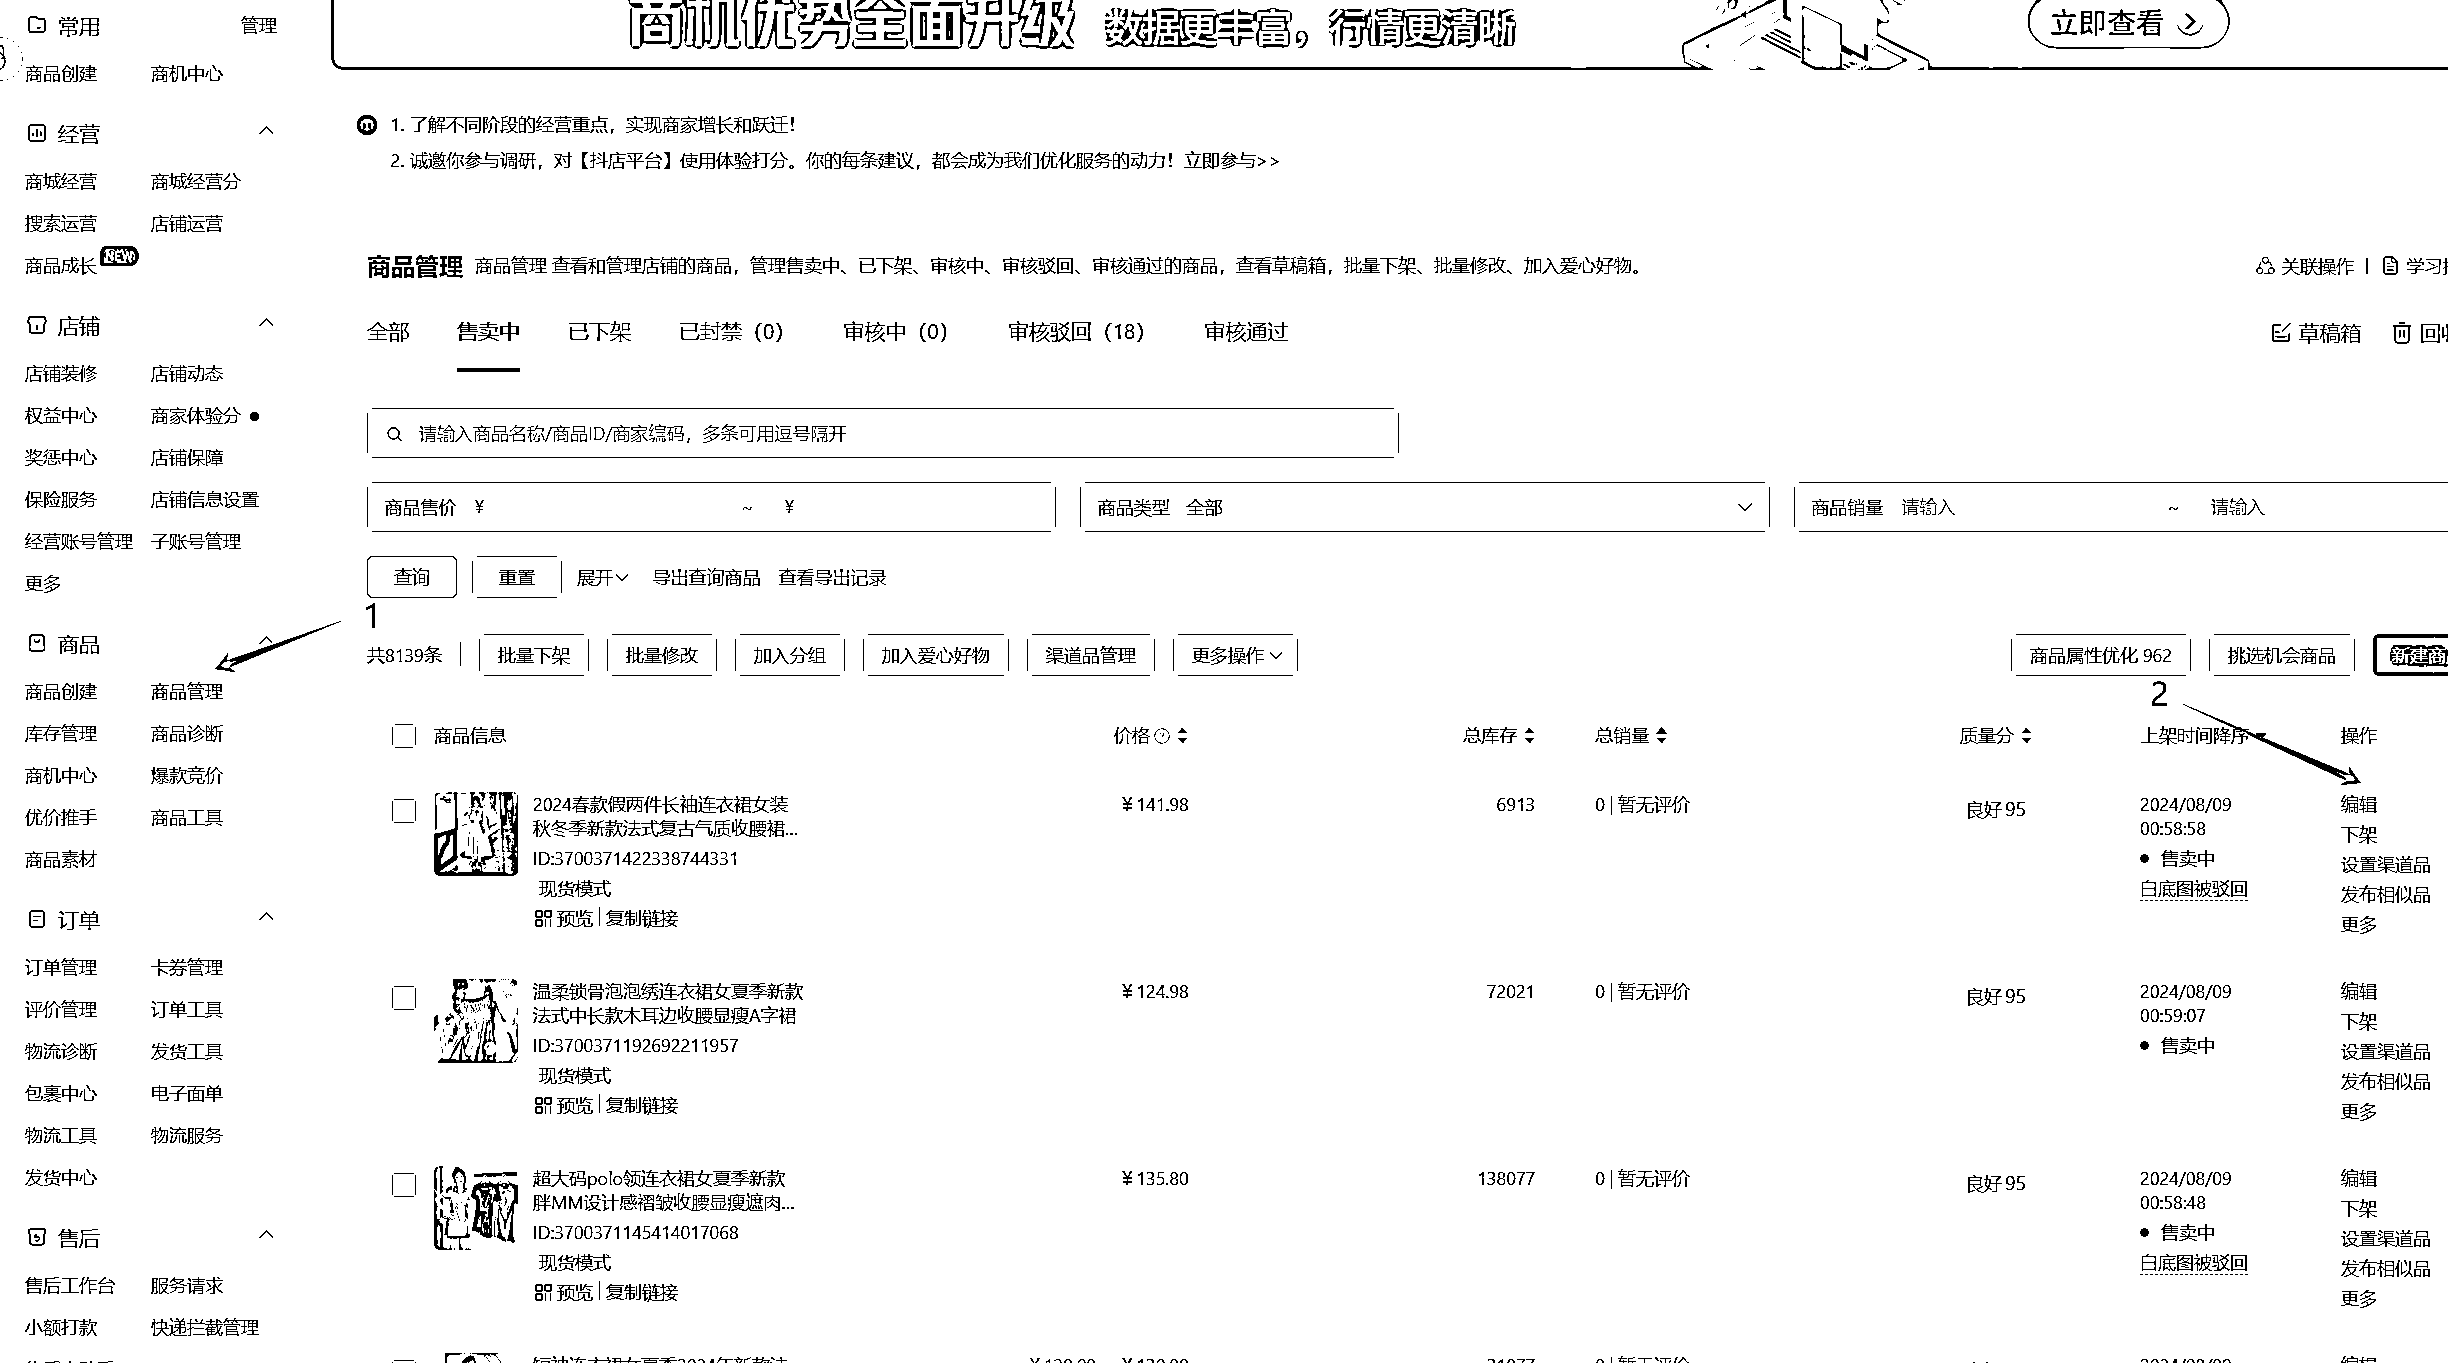 常用 管理
商品创建 商机中心
经营
商城经营 商城经营分
搜索运营 店铺运营
商品成长 NEW
店铺
店铺装修 店铺动态
权益中心 商家体验分
奖惩中心 店铺保障
保险服务 店铺信息设置
经营账号管理 子账号管理
更多
商品
商品创建 商品管理
库存管理 商品诊断
商机中心 爆款竞价
优价推手 商品工具
商品素材
订单
订单管理 卡券管理
评价管理 订单工具
物流诊断 发货工具
包裹中心 电子面单
物流工具 物流服务
发货中心
售后
售后工作台 服务请求
小额打款 快递拦截管理
商机优势全面升级 数据更丰富，行情更清晰 立即查看
1. 了解不同阶段的经营重点，实现商家增长和跃迁！
2. 诚邀你参与调研，对【抖店平台】使用体验打分。你的每条建议，都会成为我们优化服务的动力！立即参与>>
商品管理 商品管理 查看和管理店铺的商品，管理售卖中、已下架、审核中、审核驳回、审核通过的商品，查看草稿箱，批量下架、批量修改、加入爱心好物。 关联操作 | 学习
全部 售卖中 已下架 已封禁（0） 审核中（0） 审核驳回（18） 审核通过 草稿箱 回
请输入商品名称/商品ID/商家编码，多条可用逗号隔开
商品售价 ¥ ~ ¥ 商品类型 全部 商品销量 请输入 ~ 请输入
查询 重置 展开 导出查询商品 查看导出记录
1
共8139条 批量下架 批量修改 加入分组 加入爱心好物 渠道品管理 更多操作 商品属性优化 962 挑选机会商品 新建商
2
商品信息 价格 总库存 总销量 质量分 上架时间降序 操作
2024春款假两件长袖连衣裙女装 ¥141.98 6913 0 | 暂无评价 良好 95 2024/08/09 编辑
秋冬季新款法式复古气质收腰裙... 00:58:58 下架
ID:3700371422338744331 售卖中 设置渠道品
现货模式 白底图被驳回 发布相似品
预览 | 复制链接 更多
温柔锁骨泡泡绣连衣裙女夏季新款 ¥124.98 72021 0 | 暂无评价 良好 95 2024/08/09 编辑
法式中长款木耳边收腰显瘦A字裙 00:59:07 下架
ID:3700371192692211957 售卖中 设置渠道品
现货模式 发布相似品
预览 | 复制链接 更多
超大码polo领连衣裙女夏季新款 ¥135.80 138077 0 | 暂无评价 良好 95 2024/08/09 编辑
胖MM设计感褶皱收腰显瘦遮肉... 00:58:48 下架
ID:3700371145414017068 售卖中 设置渠道品
现货模式 白底图被驳回 发布相似品
预览 | 复制链接 更多